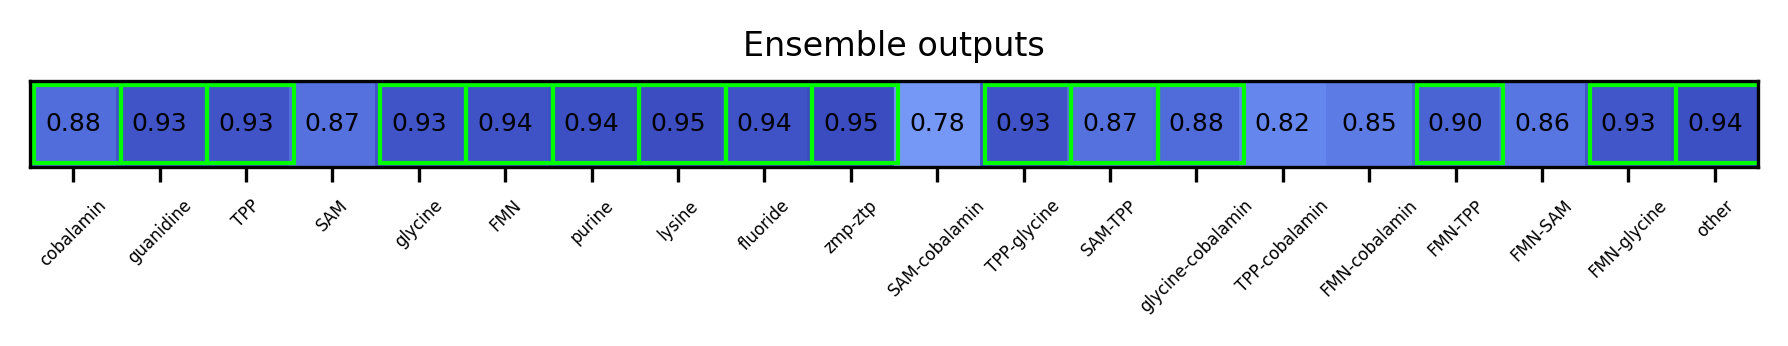 Ensemble outputs
0.88 0.93 0.93 0.87 0.93 0.94 0.94 0.95 0.94 0.95 0.78 0.93 0.87 0.88 0.82 0.85 0.90 0.86 0.93 0.94
cobalamin guanidine TPP SAM glycine FMN purine lysine fluoride zmp-ztp SAM-cobalamin TPP-glycine SAM-TPP glycine-cobalamin TPP-cobalamin FMN-cobalamin FMN-TPP FMN-SAM FMN-glycine other